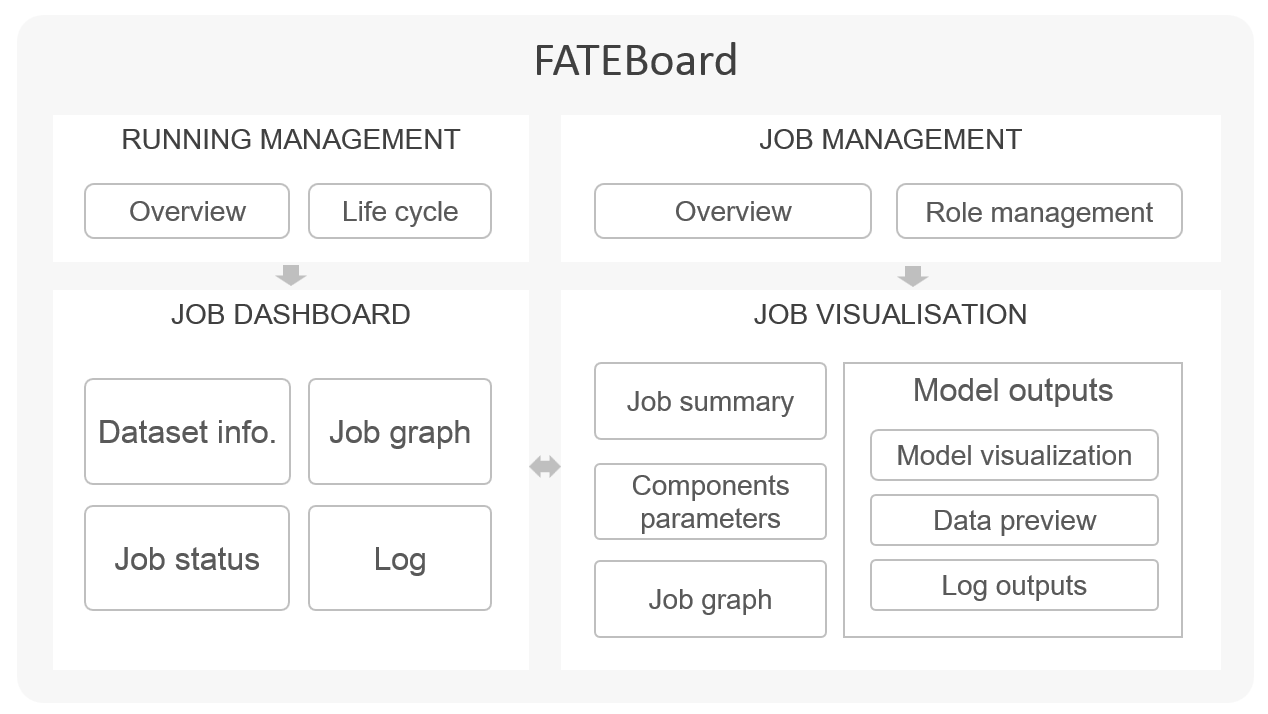 FATEBoard
RUNNING MANAGEMENT
Overview
Life cycle
JOB MANAGEMENT
Overview
Role management
JOB DASHBOARD
Dataset info.
Job graph
Job status
Log
JOB VISUALISATION
Job summary
Components
parameters
Job graph
Model outputs
Model visualization
Data preview
Log outputs